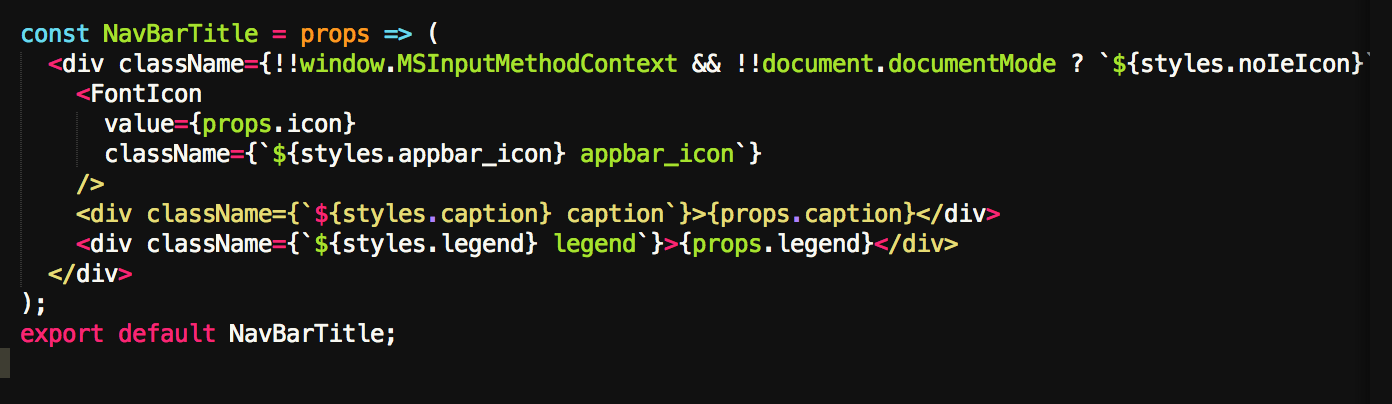 const NavBarTitle = props => (
<div className={!!window.MSInputMethodContext && !!document.documentMode ? `${styles.noIeIcon}`
<FontIcon
value={props.icon}
className={`${styles.appbar_icon} appbar_icon`}
/>
<div className={`${styles.caption} caption`}>{props.caption}</div>
<div className={`${styles.legend} legend`}>{props.legend}</div>
</div>
);
export default NavBarTitle;